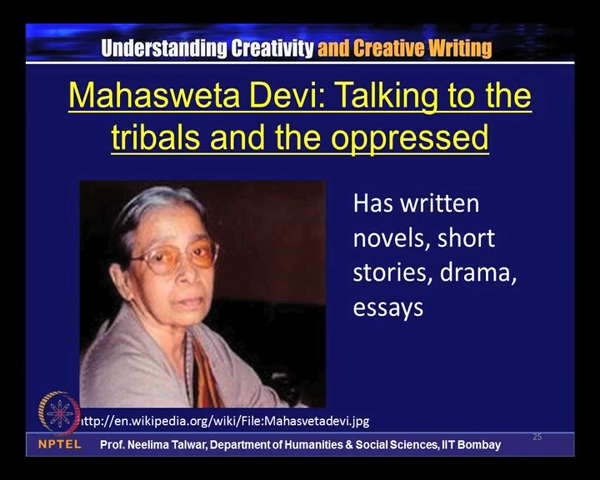 Understanding Creativity and Creative Writing
Mahasweta Devi: Talking to the
tribals and the oppressed
Has written
novels, short
stories, drama,
essays
http://en.wikipedia.org/wiki/File:Mahasvetadevi.jpg
25
NPTEL
Prof. Neelima Talwar, Department of Humanities & Social Sciences, IIT Bombay